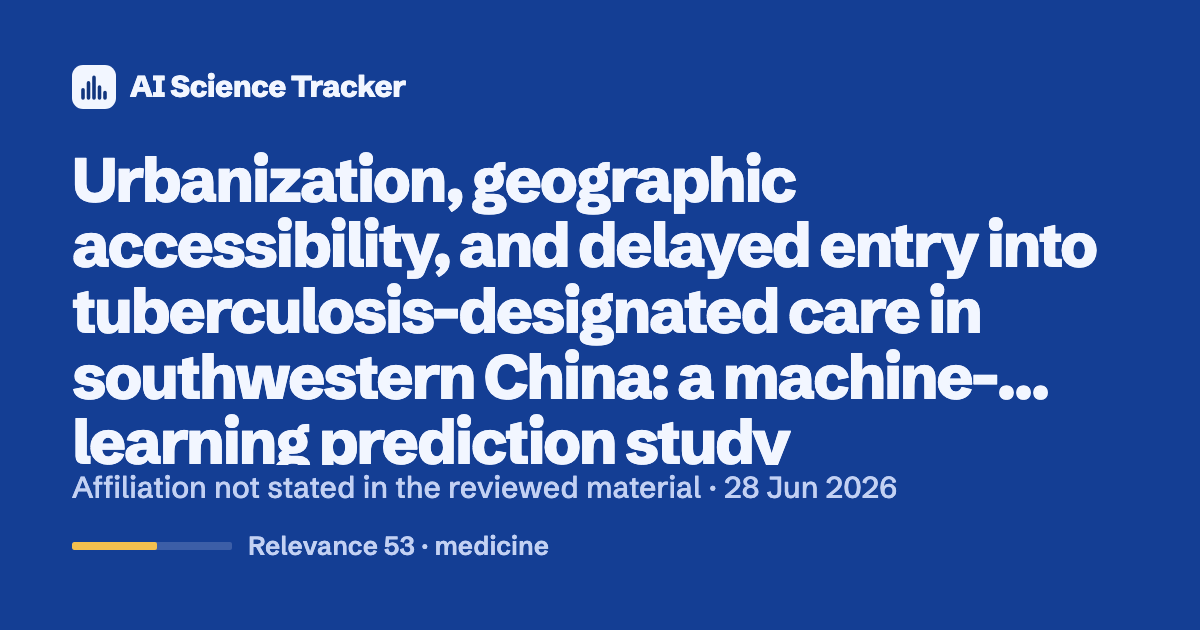 AI Science Tracker
Urbanization, geographic
accessibility, and delayed entry into
tuberculosis-designated care in
southwestern China: a machine-...
learning prediction study
Affiliation not stated in the reviewed material · 28 Jun 2026
Relevance 53 · medicine